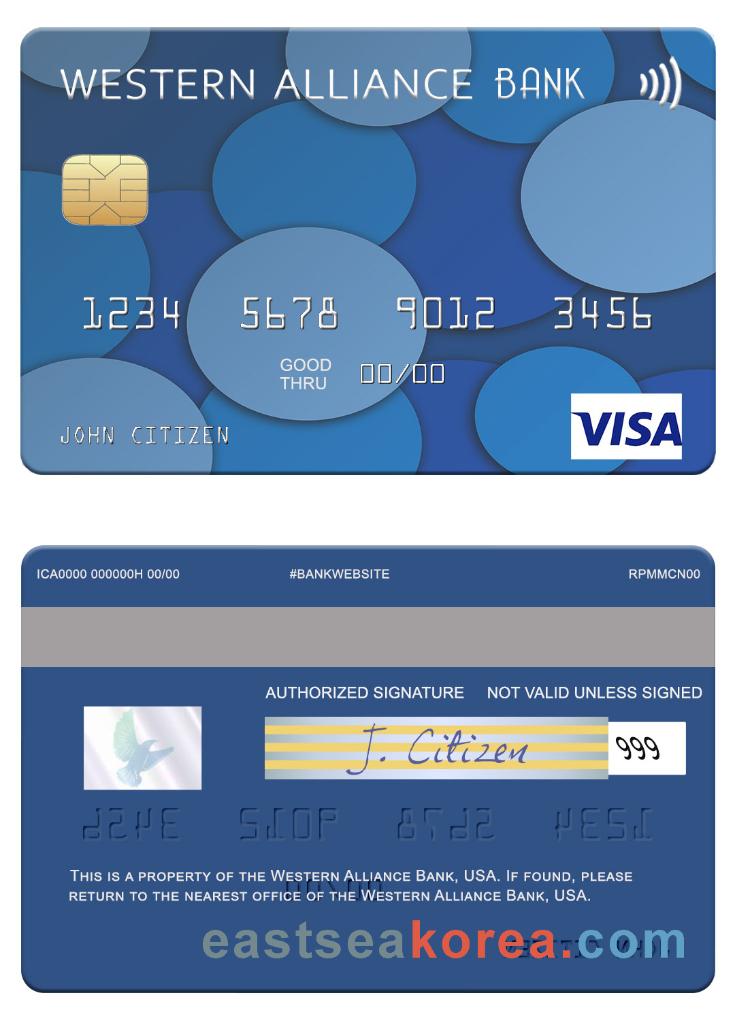 WESTERN ALLIANCE BANK
1234 5678 9012 3456
GOOD THRU 00/00
JOHN CITIZEN
VISA
ICA0000 000000H 00/00 #BANKWEBSITE RPMMCN00
AUTHORIZED SIGNATURE NOT VALID UNLESS SIGNED
J. Citizen 999
THIS IS A PROPERTY OF THE WESTERN ALLIANCE BANK, USA. IF FOUND, PLEASE
RETURN TO THE NEAREST OFFICE OF THE WESTERN ALLIANCE BANK, USA.
eastseakorea.com